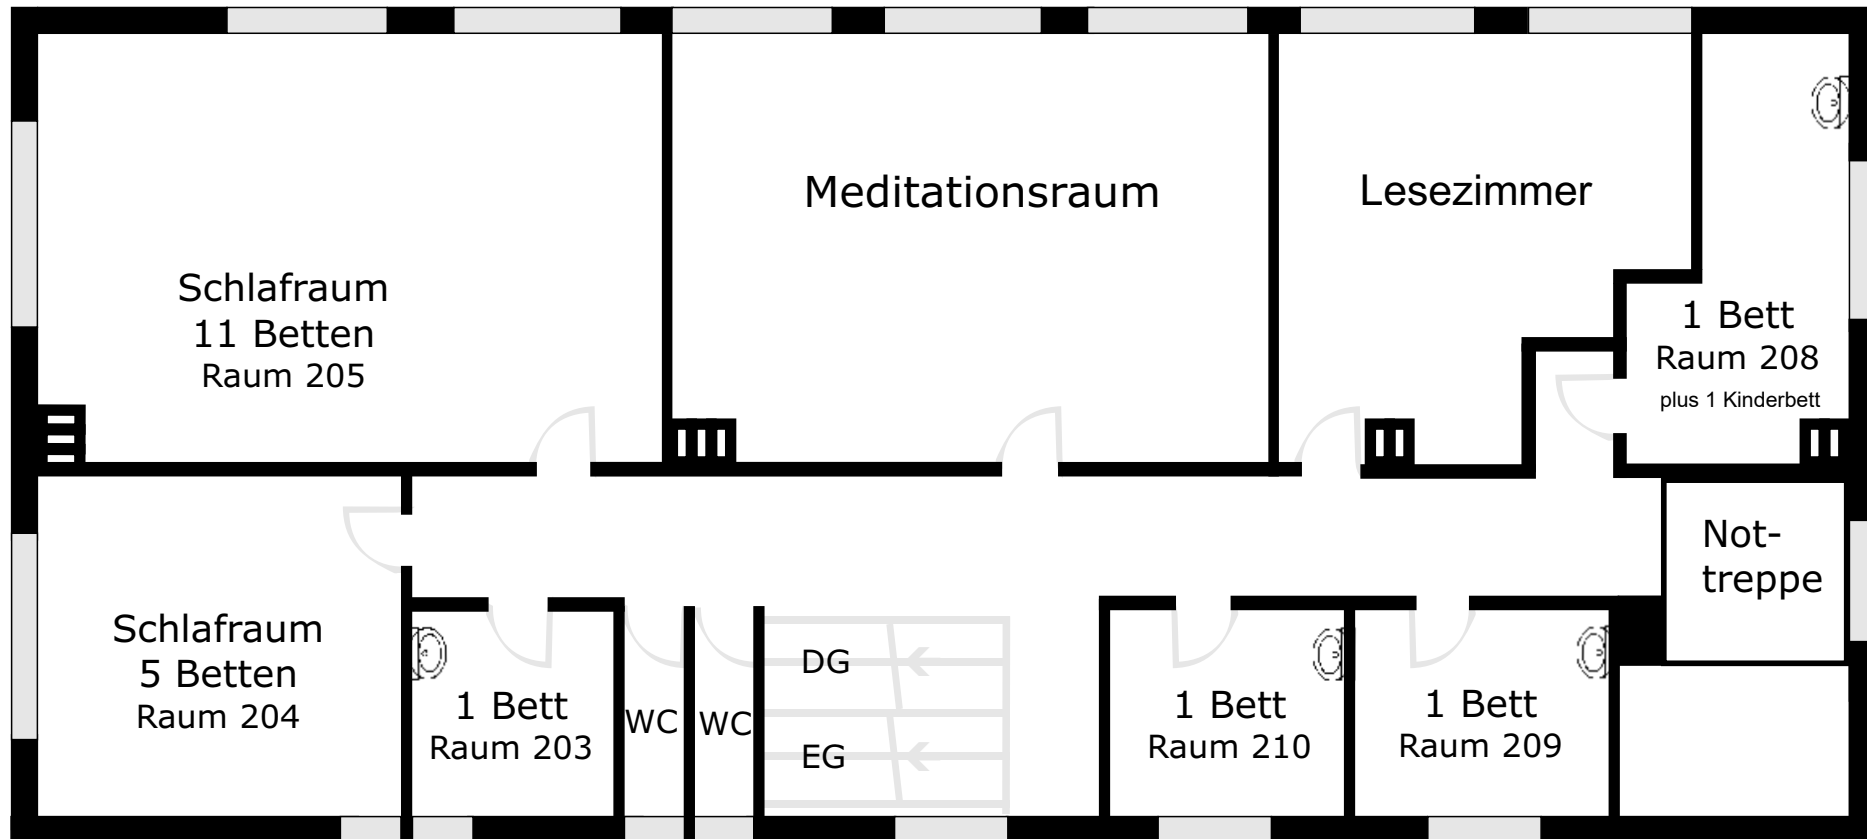 Meditationsraum
Lesezimmer
Schlafraum
11 Betten
Raum 205
1 Bett
Raum 208
plus 1 Kinderbett
Not-
treppe
Schlafraum
5 Betten
Raum 204
1 Bett
Raum 203
WC
WC
DG
EG
1 Bett
Raum 210
1 Bett
Raum 209